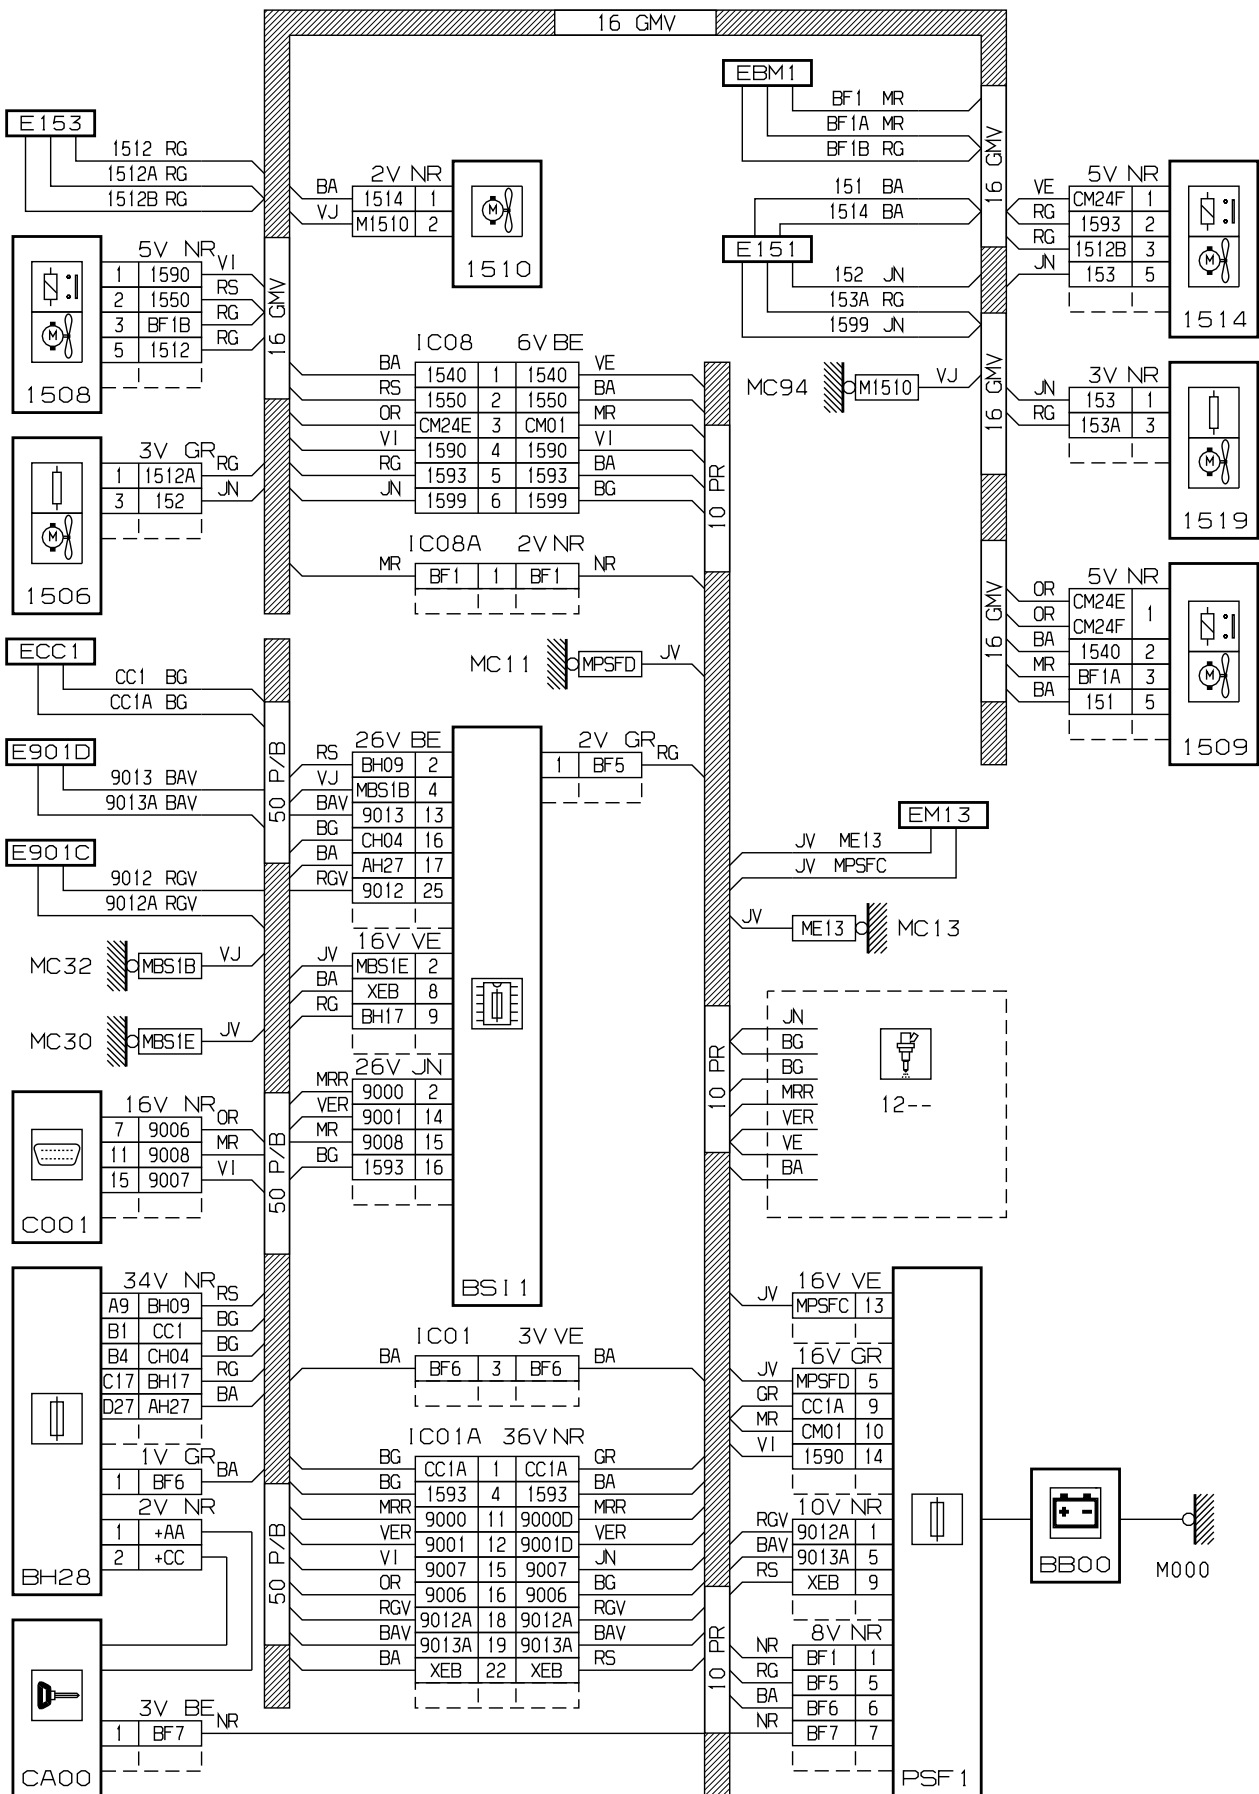 16 GMV
EBM1
BF1 MR
BF1A MR
BF1B RG
E153
1512 RG
1512A RG
1512B RG
2V NR
BA 1514 1
VJ M1510 2
1510
151 BA
1514 BA
E151
152 JN
153A RG
1599 JN
16 GMV
5V NR
VE CM24F 1
RG 1593 2
RG 1512B 3
JN 153 5
1514
5V NR
1 1590 VI
2 1550 RS
3 BF1B RG
5 1512 RG
1508
16 GMV
IC08 6V BE
BA 1540 1 1540 VE
RS 1550 2 1550 BA
OR CM24E 3 CM01 MR
VI 1590 4 1590 VI
RG 1593 5 1593 BA
JN 1599 6 1599 BG
MC94 M1510 VJ
16 GMV
3V NR
JN 153 1
RG 153A 3
1519
3V GR
1 1512A RG
3 152 JN
1506
10 PR
IC08A 2V NR
MR BF1 1 BF1 NR
16 GMV
5V NR
OR CM24E 1
OR CM24F
BA 1540 2
MR BF1A 3
BA 151 5
1509
ECC1
CC1 BG
CC1A BG
MC11 MPSFD JV
E901D
9013 BAV
9013A BAV
50 P/B
26V BE
RS BH09 2
VJ MBS1B 4
BAV 9013 13
BG CH04 16
BA AH27 17
RGV 9012 25
2V GR
1 BF5 RG
E901C
9012 RGV
9012A RGV
EM13
JV ME13
JV MPSFC
JV ME13 MC13
MC32 MBS1B VJ
16V VE
JV MBS1E 2
BA XEB 8
RG BH17 9
MC30 MBS1E JV
10 PR
JN
BG
BG
MRR
VER
VE
BA
12--
26V JN
MRR 9000 2
VER 9001 14
MR 9008 15
BG 1593 16
BSI1
16V NR
7 9006 OR
11 9008 MR
15 9007 VI
C001
50 P/B
34V NR
A9 BH09 RS
B1 CC1 BG
B4 CH04 BG
C17 BH17 RG
D27 AH27 BA
1V GR
1 BF6 BA
2V NR
1 +AA
2 +CC
BH28
IC01 3V VE
BA BF6 3 BF6 BA
16V VE
JV MPSFC 13
16V GR
JV MPSFD 5
GR CC1A 9
MR CM01 10
VI 1590 14
IC01A 36V NR
BG CC1A 1 CC1A GR
BG 1593 4 1593 BA
MRR 9000 11 9000D MRR
VER 9001 12 9001D VER
VI 9007 15 9007 JN
OR 9006 16 9006 BG
RGV 9012A 18 9012A RGV
BAV 9013A 19 9013A BAV
BA XEB 22 XEB RS
50 P/B
10V NR
RGV 9012A 1
BAV 9013A 5
RS XEB 9
BB00
M000
10 PR
8V NR
NR BF1 1
RG BF5 5
BA BF6 6
NR BF7 7
PSF1
3V BE
1 BF7 NR
CA00